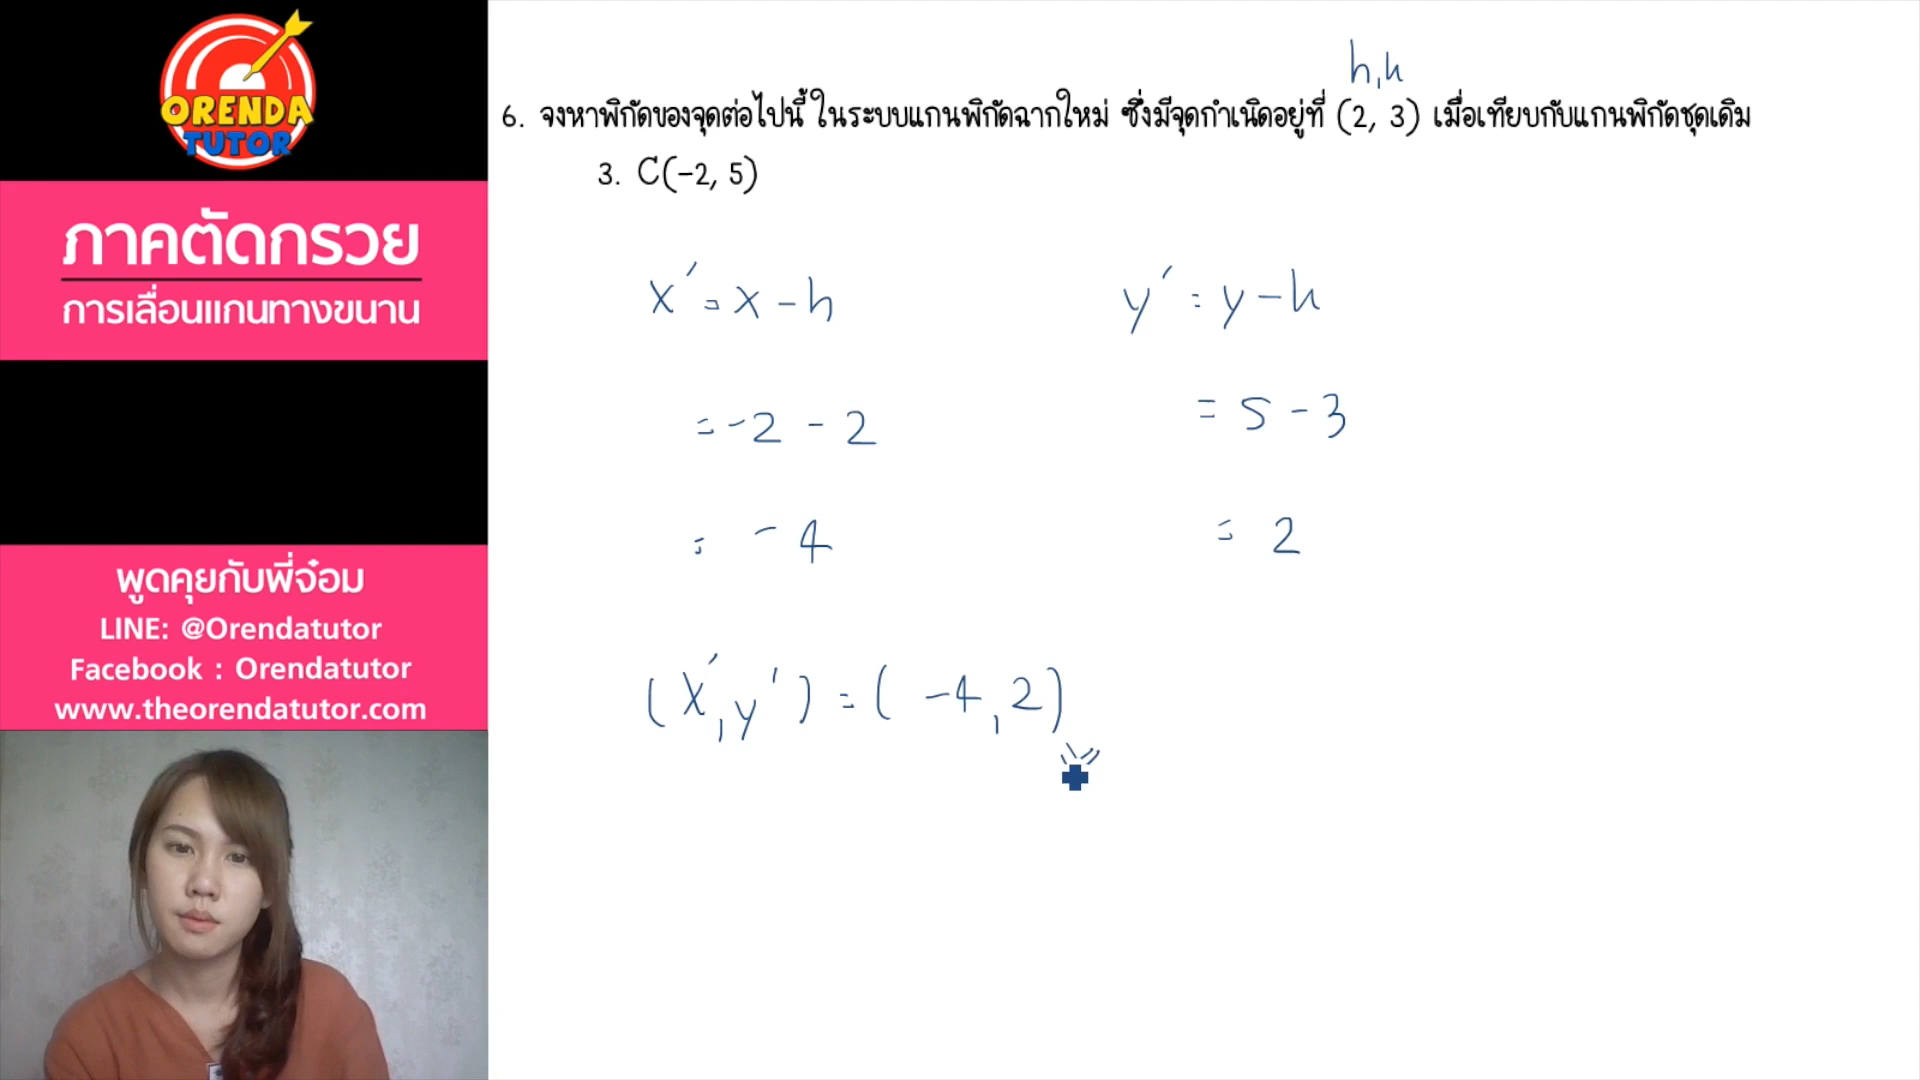 ORENDA
TUTOR
ภาคตัดกรวย
การเลื่อนแกนทางขนาน
พูดคุยกับพี่จ๋อม
LINE: @Orendatutor
Facebook : Orendatutor
www.theorendatutor.com
h,k
6. จงหาพิกัดของจุดต่อไปนี้ ในระบบแกนพิกัดฉากใหม่ ซึ่งมีจุดกำเนิดอยู่ที่ (2, 3) เมื่อเทียบกับแกนพิกัดชุดเดิม
3. C(-2, 5)
x′ = x - h
y′ = y - k
= -2 - 2
= 5 - 3
= -4
= 2
(x′, y′) = (-4, 2)